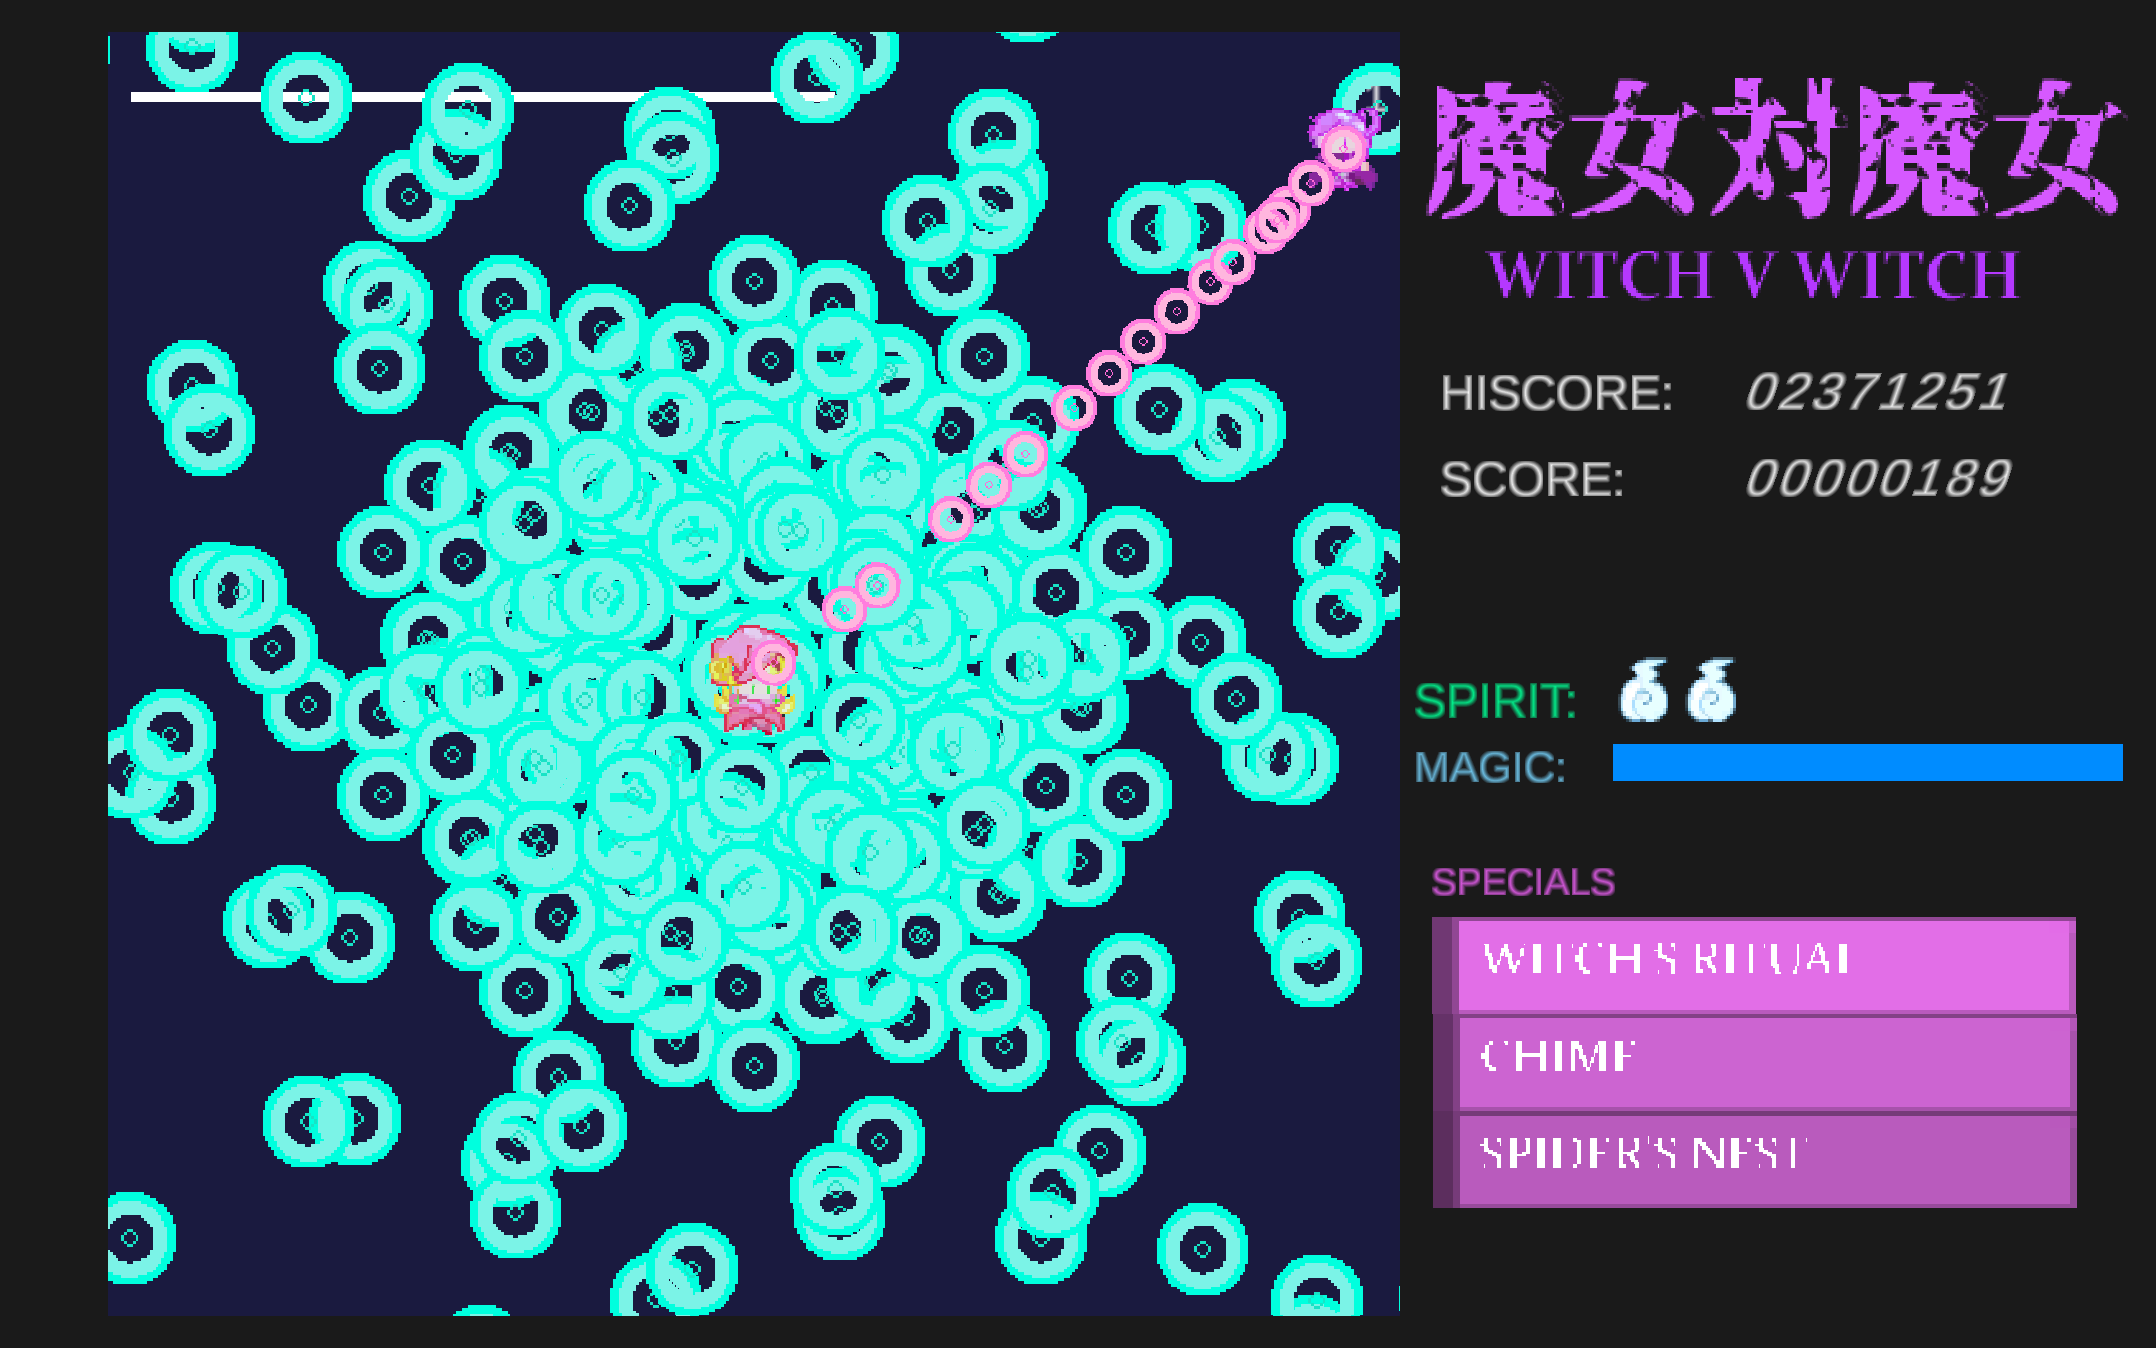 魔女対魔女
WITCH V WITCH
HISCORE: 02371251
SCORE: 00000189
SPIRIT:
MAGIC:
SPECIALS
WITCH'S RITUAL
CHIME
SPIDER'S NEST